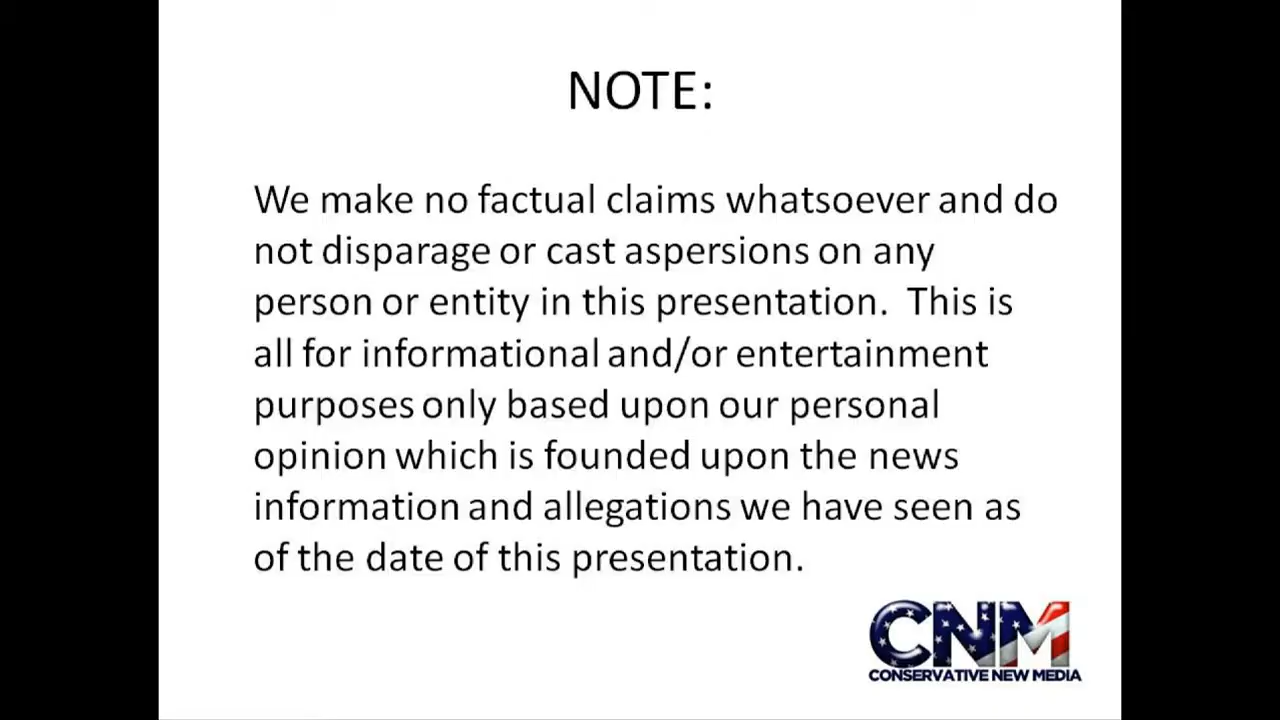 NOTE:
We make no factual claims whatsoever and do
not disparage or cast aspersions on any
person or entity in this presentation.  This is
all for informational and/or entertainment
purposes only based upon our personal
opinion which is founded upon the news
information and allegations we have seen as
of the date of this presentation.
CNM
CONSERVATIVE NEW MEDIA